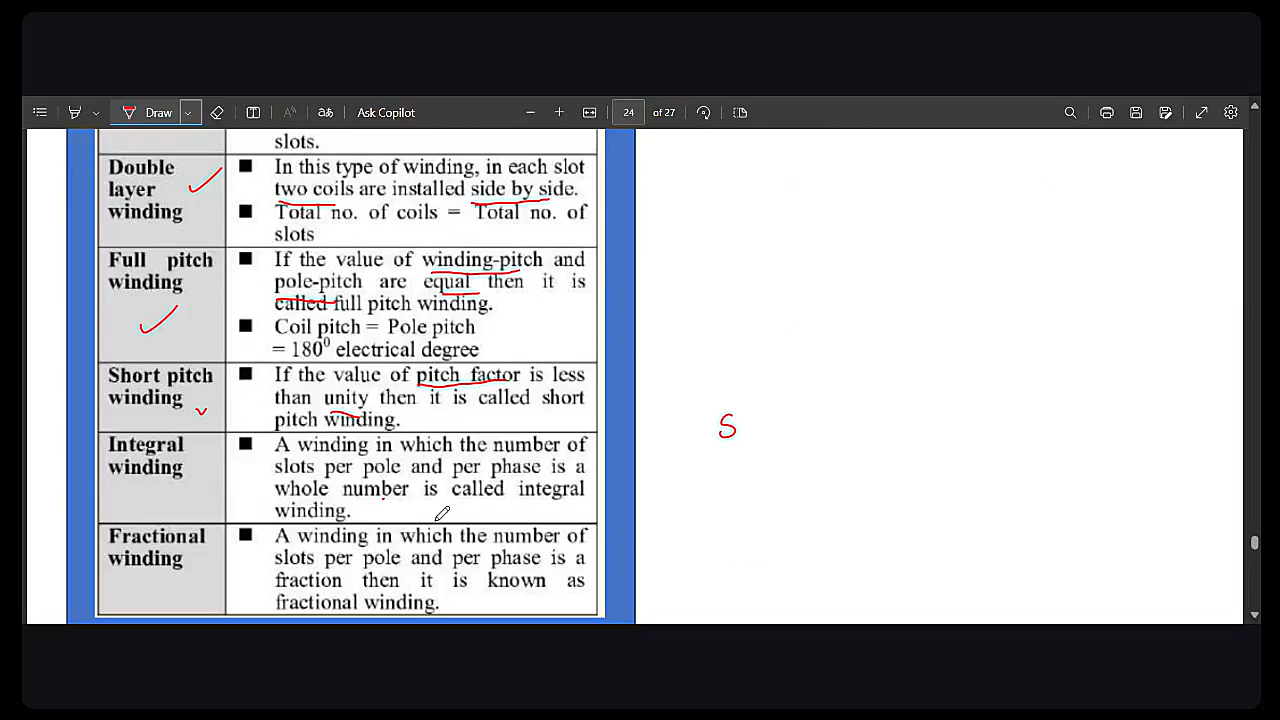 Draw
Ask Copilot
24 of 27
slots.
Double layer winding
■ In this type of winding, in each slot
two coils are installed side by side.
■ Total no. of coils = Total no. of
slots
Full pitch winding
■ If the value of winding-pitch and
pole-pitch are equal then it is
called full pitch winding.
■ Coil pitch = Pole pitch
= 180⁰ electrical degree
Short pitch winding
■ If the value of pitch factor is less
than unity then it is called short
pitch winding.
Integral winding
■ A winding in which the number of
slots per pole and per phase is a
whole number is called integral
winding.
Fractional winding
■ A winding in which the number of
slots per pole and per phase is a
fraction then it is known as
fractional winding.
S